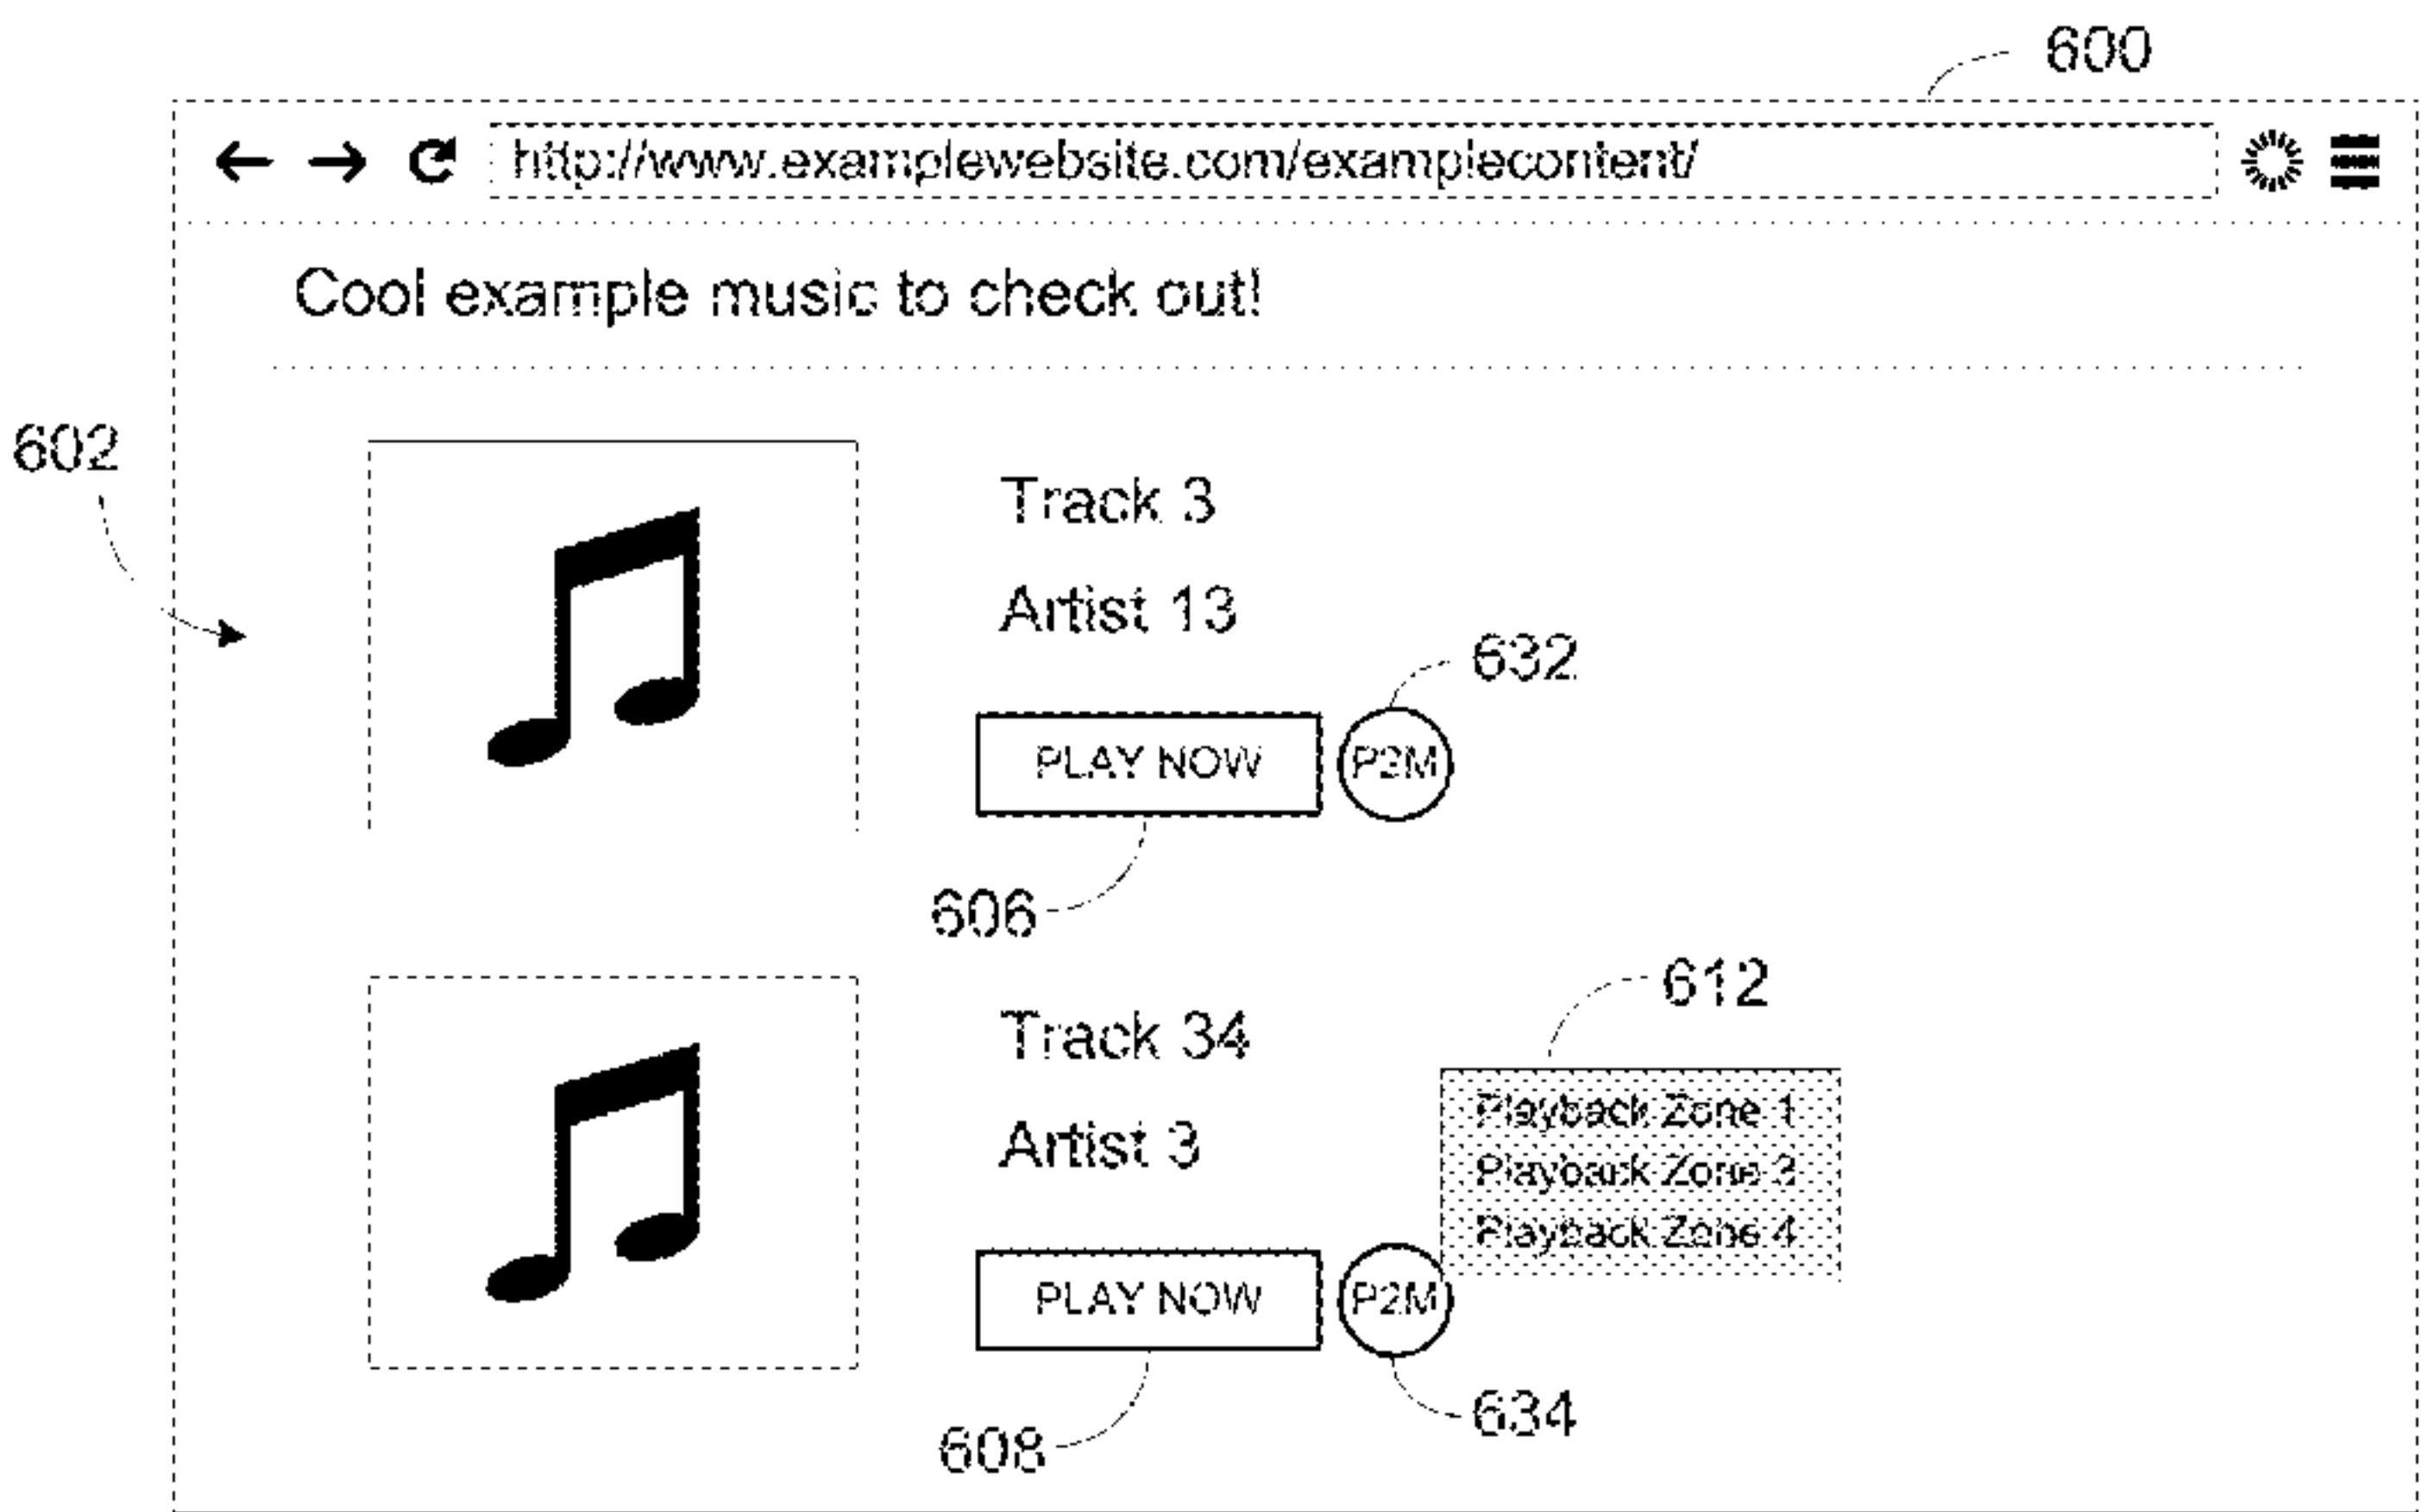 600
http://www.examplewebsite.com/examplecontent/
Cool example music to check out!
602
Track 3
Artist 13
632
PLAY NOW
P2M
606
612
Track 34
Playback Zone 1
Artist 3
Playback Zone 2
Playback Zone 4
PLAY NOW
P2M
634
608